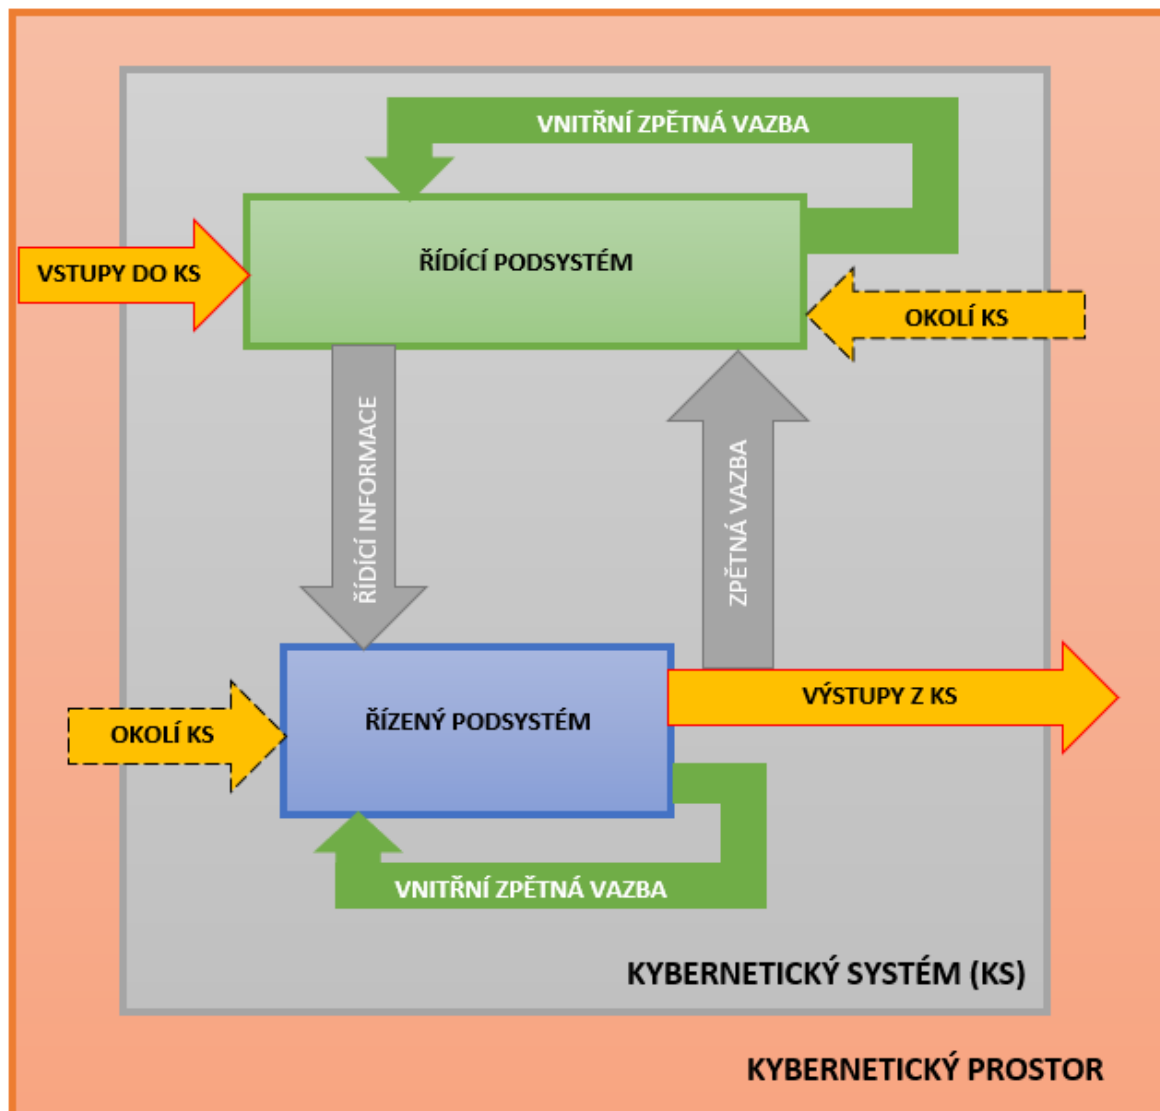 VNITŘNÍ ZPĚTNÁ VAZBA
ŘÍDÍCÍ PODSYSTÉM
VSTUPY DO KS
OKOLÍ KS
ŘÍDÍCÍ INFORMACE
ZPĚTNÁ VAZBA
VÝSTUPY Z KS
ŘÍZENÝ PODSYSTÉM
OKOLÍ KS
VNITŘNÍ ZPĚTNÁ VAZBA
KYBERNETICKÝ SYSTÉM (KS)
KYBERNETICKÝ PROSTOR